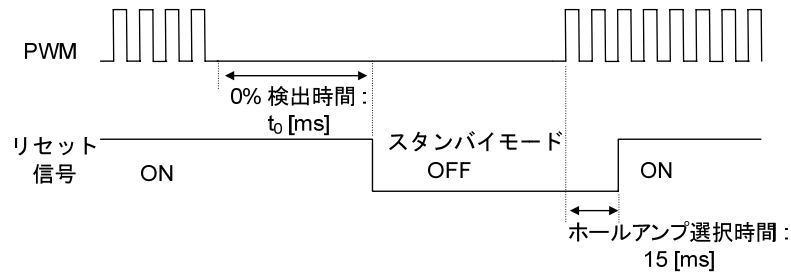 PWM
0% 検出時間 :
t₀ [ms]
リセット
信号
ON
スタンバイモード
OFF
ON
ホールアンプ選択時間 :
15 [ms]